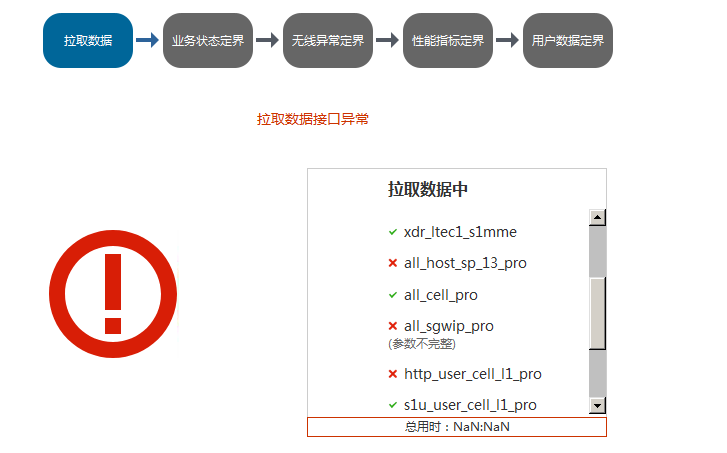 拉取数据
业务状态定界
无线异常定界
性能指标定界
用户数据定界
拉取数据接口异常
拉取数据中
xdr_ltec1_s1mme
all_host_sp_13_pro
all_cell_pro
all_sgwip_pro
(参数不完整)
http_user_cell_l1_pro
s1u_user_cell_l1_pro
总用时：NaN:NaN